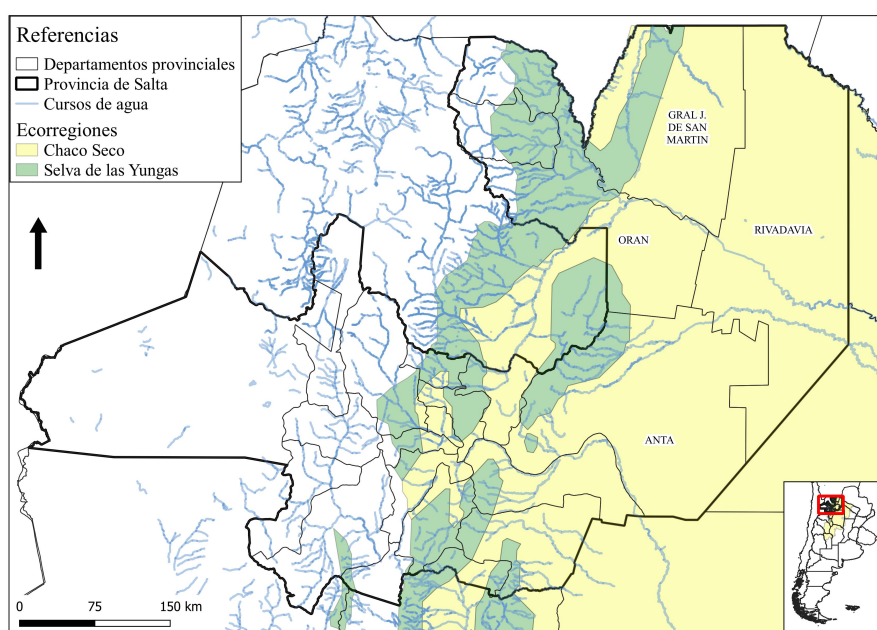 Referencias
Departamentos provinciales
Provincia de Salta
Cursos de agua
Ecorregiones
Chaco Seco
Selva de las Yungas
GRAL J.
DE SAN
MARTIN
ORAN
RIVADAVIA
ANTA
0 75 150 km